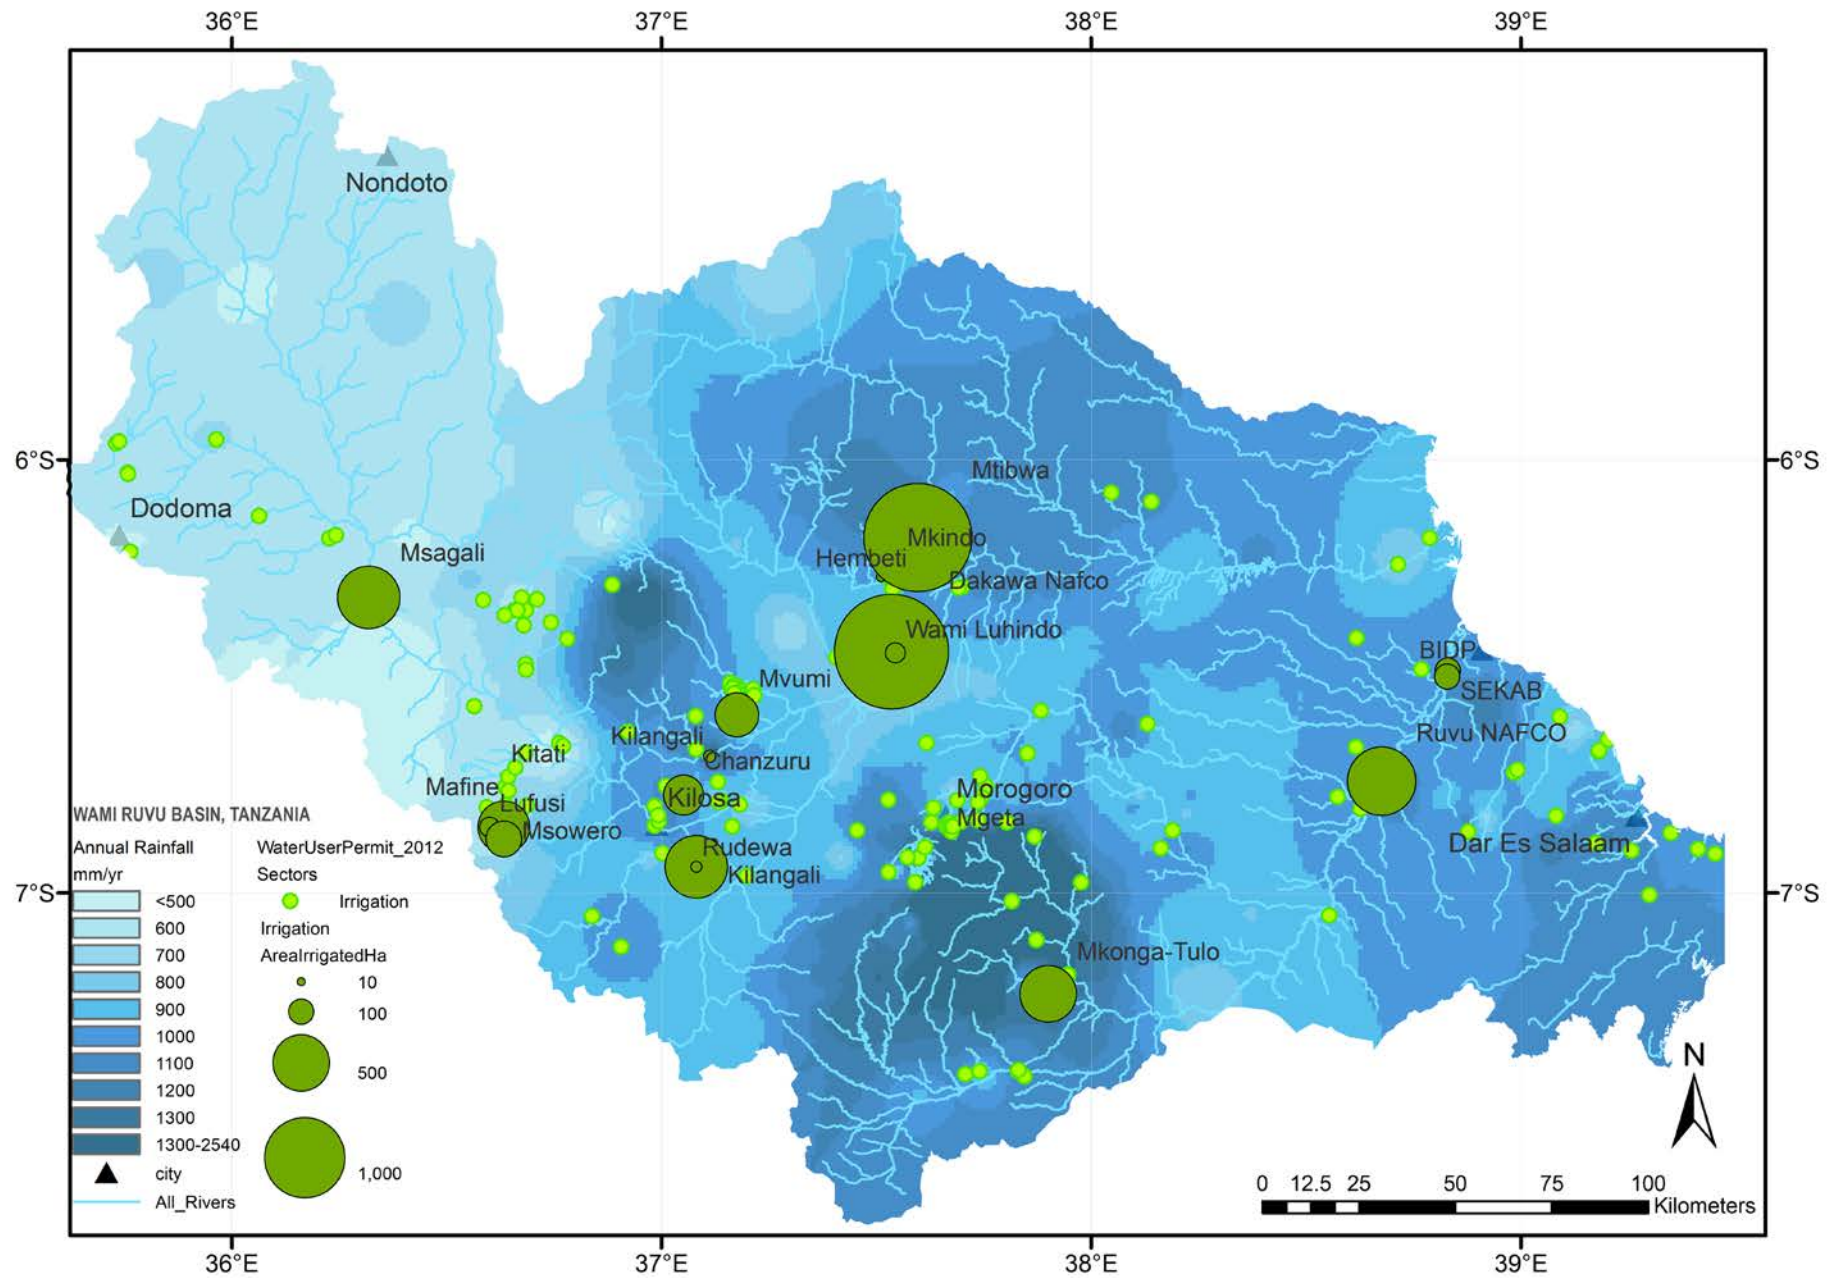 36°E 37°E 38°E 39°E
Nondoto
6°S 6°S
Mtibwa
Dodoma
Mkindo
Msagali
Hembeti
Dakawa Nafco
Wami Luhindo
BIDP
Mvumi
SEKAB
Kilangali
Ruvu NAFCO
Kitati
Chanzuru
Mafine
Morogoro
Kilosa
Lufusi
Mgeta
Msowero
Dar Es Salaam
Rudewa
Kilangali
7°S 7°S
Mkonga-Tulo
WAMI RUVU BASIN, TANZANIA
Annual Rainfall
mm/yr
<500
600
700
800
900
1000
1100
1200
1300
1300-2540
city
All_Rivers
WaterUserPermit_2012
Sectors
Irrigation
Irrigation
AreaIrrigatedHa
10
100
500
1,000
N
0 12.5 25 50 75 100
Kilometers
36°E 37°E 38°E 39°E